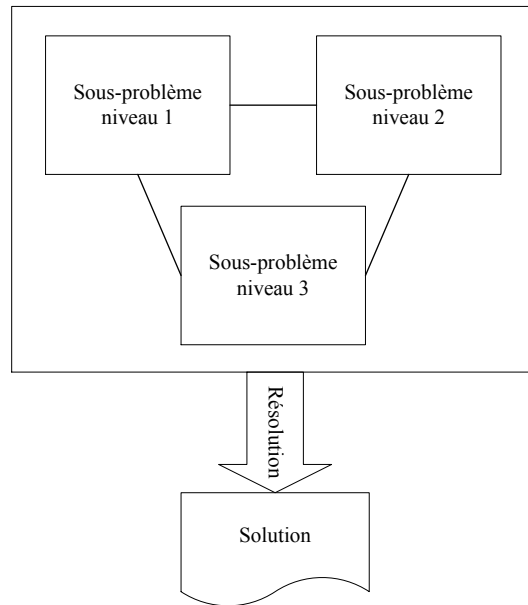 Sous-problème
niveau 1
Sous-problème
niveau 2
Sous-problème
niveau 3
Résolution
Solution